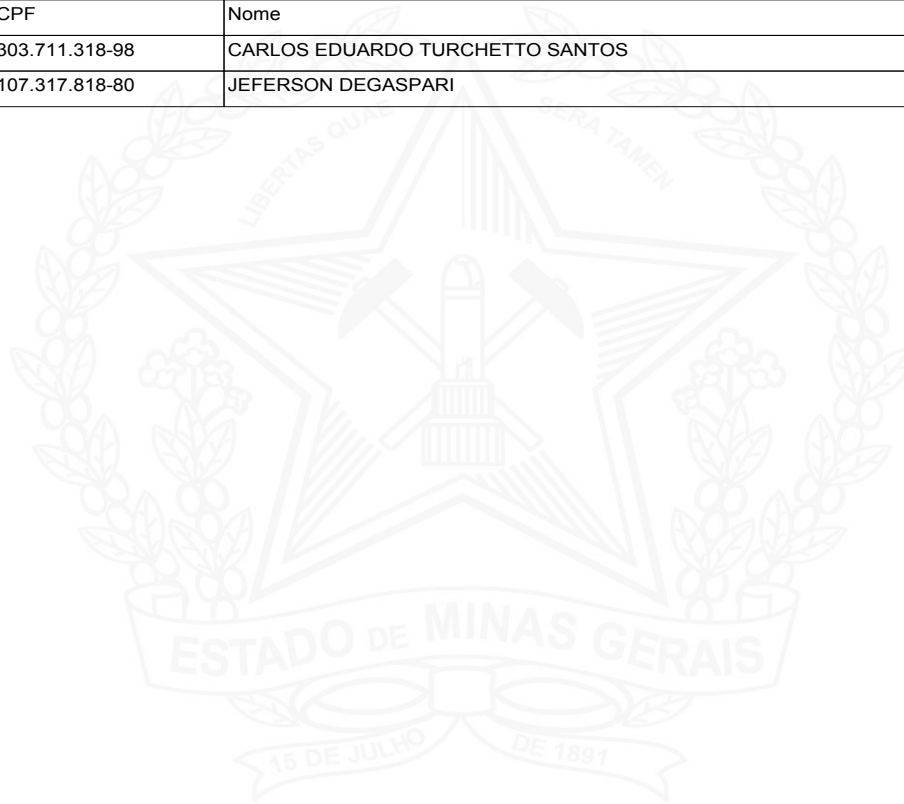 CPF Nome
303.711.318-98 CARLOS EDUARDO TURCHETTO SANTOS
107.317.818-80 JEFERSON DEGASPARI
LIBERTAS QUAE SERA TAMEN
ESTADO DE MINAS GERAIS
15 DE JULHO DE 1891